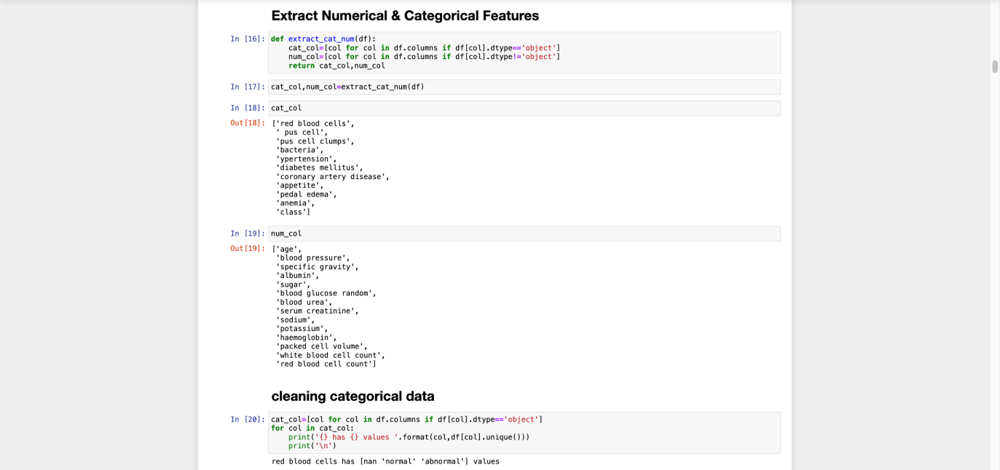 Extract Numerical & Categorical Features
In [16]: def extract_cat_num(df):
    cat_col=[col for col in df.columns if df[col].dtype=='object']
    num_col=[col for col in df.columns if df[col].dtype!='object']
    return cat_col,num_col
In [17]: cat_col,num_col=extract_cat_num(df)
In [18]: cat_col
Out[18]: ['red blood cells',
 ' pus cell',
 'pus cell clumps',
 'bacteria',
 'ypertension',
 'diabetes mellitus',
 'coronary artery disease',
 'appetite',
 'pedal edema',
 'anemia',
 'class']
In [19]: num_col
Out[19]: ['age',
 'blood pressure',
 'specific gravity',
 'albumin',
 'sugar',
 'blood glucose random',
 'blood urea',
 'serum creatinine',
 'sodium',
 'potassium',
 'haemoglobin',
 'packed cell volume',
 'white blood cell count',
 'red blood cell count']
cleaning categorical data
In [20]: cat_col=[col for col in df.columns if df[col].dtype=='object']
for col in cat_col:
    print('{} has {} values '.format(col,df[col].unique()))
    print('\n')
red blood cells has [nan 'normal' 'abnormal'] values